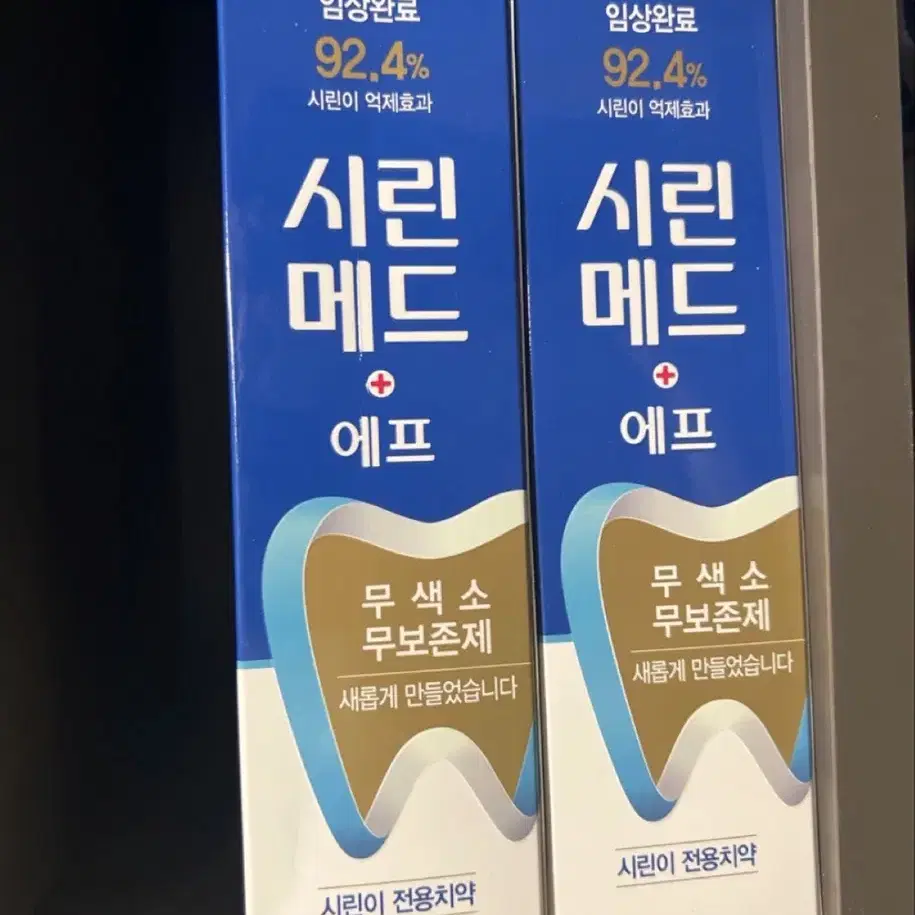 임상완료
92.4%
시린이 억제효과
시린
메드
에프
무색소
무보존제
새롭게 만들었습니다
시린이 전용치약
임상완료
92.4%
시린이 억제효과
시린
메드
에프
무색소
무보존제
새롭게 만들었습니다
시린이 전용치약